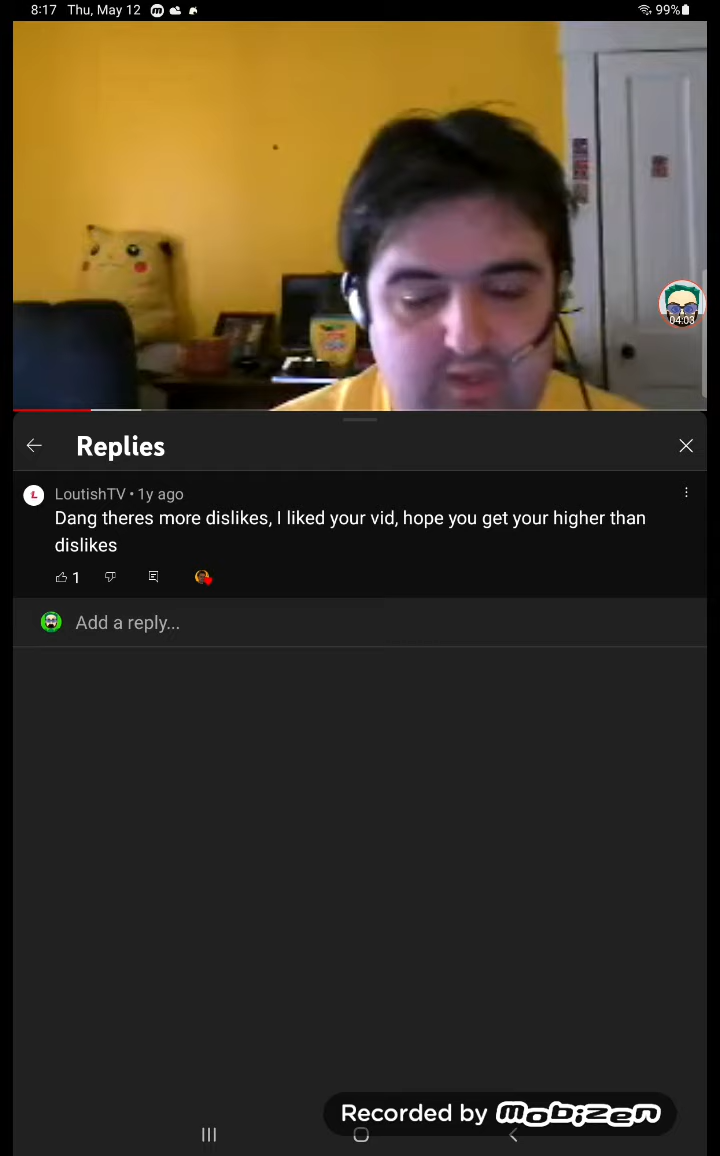 8:17 Thu, May 12
99%
04:03
Replies
LoutishTV • 1y ago
Dang theres more dislikes, I liked your vid, hope you get your higher than
dislikes
1
Add a reply...
Recorded by mobizen